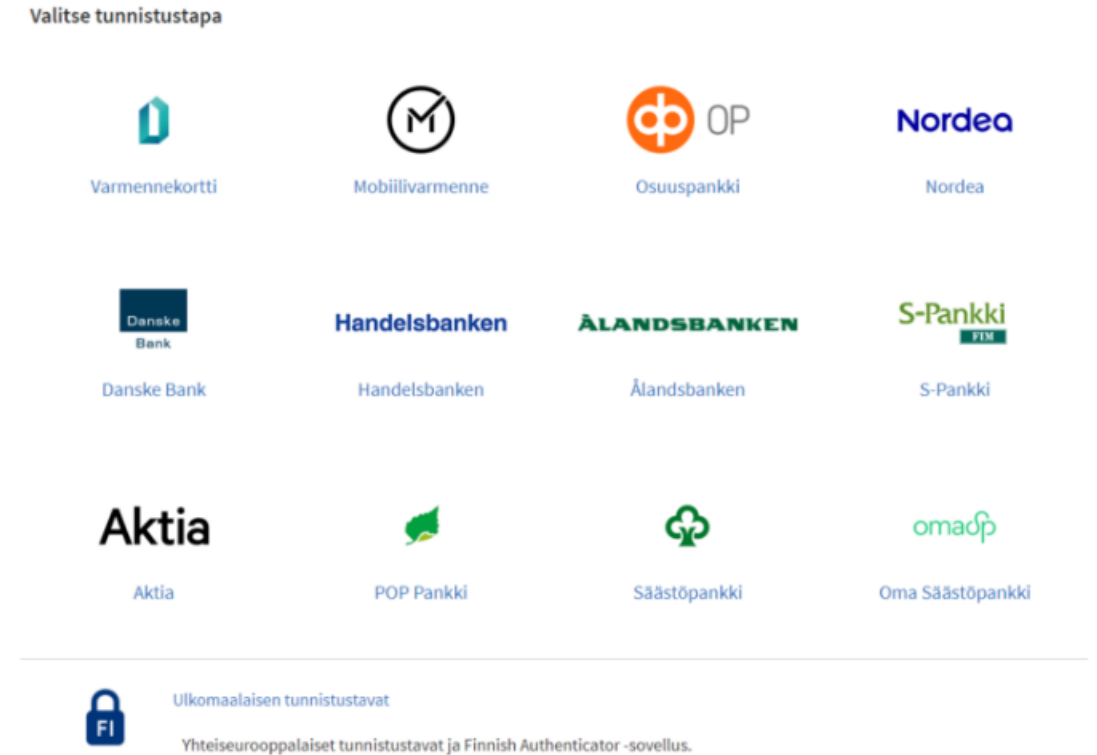 Valitse tunnistustapa
M OP Nordea
Varmennekortti Mobiilivarmenne Osuuspankki Nordea
Danske Bank Handelsbanken ÅLANDSBANKEN S-Pankki FIM
Danske Bank Handelsbanken Ålandsbanken S-Pankki
Aktia omasp
Aktia POP Pankki Säästöpankki Oma Säästöpankki
FI Ulkomaalaisen tunnistustavat
Yhteiseurooppalaiset tunnistustavat ja Finnish Authenticator -sovellus.